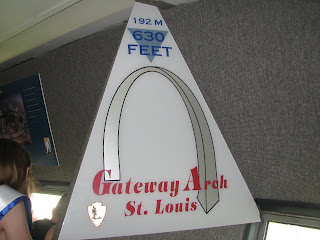 192 M
630
FEET
Gateway Arch
St. Louis